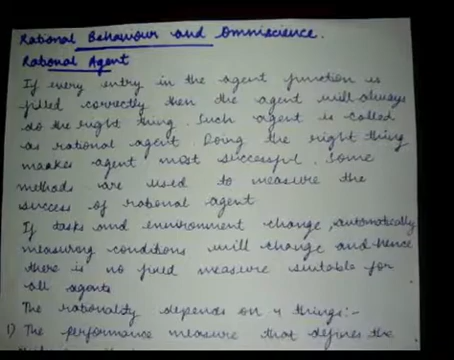 Rational Behaviour and Omniscience.
Rational Agent
If every entry in the agent function is
filled correctly then the agent will always
do the right thing. Such agent is called
as rational agent. Doing the right thing
makes agent most successful. Some
methods are used to measure the
success of rational agent
If tasks and environment change, automatically
measuring conditions will change and hence
there is no fixed measure suitable for
all agents
The rationality depends on 4 things:-
1) The performance measure that defines the